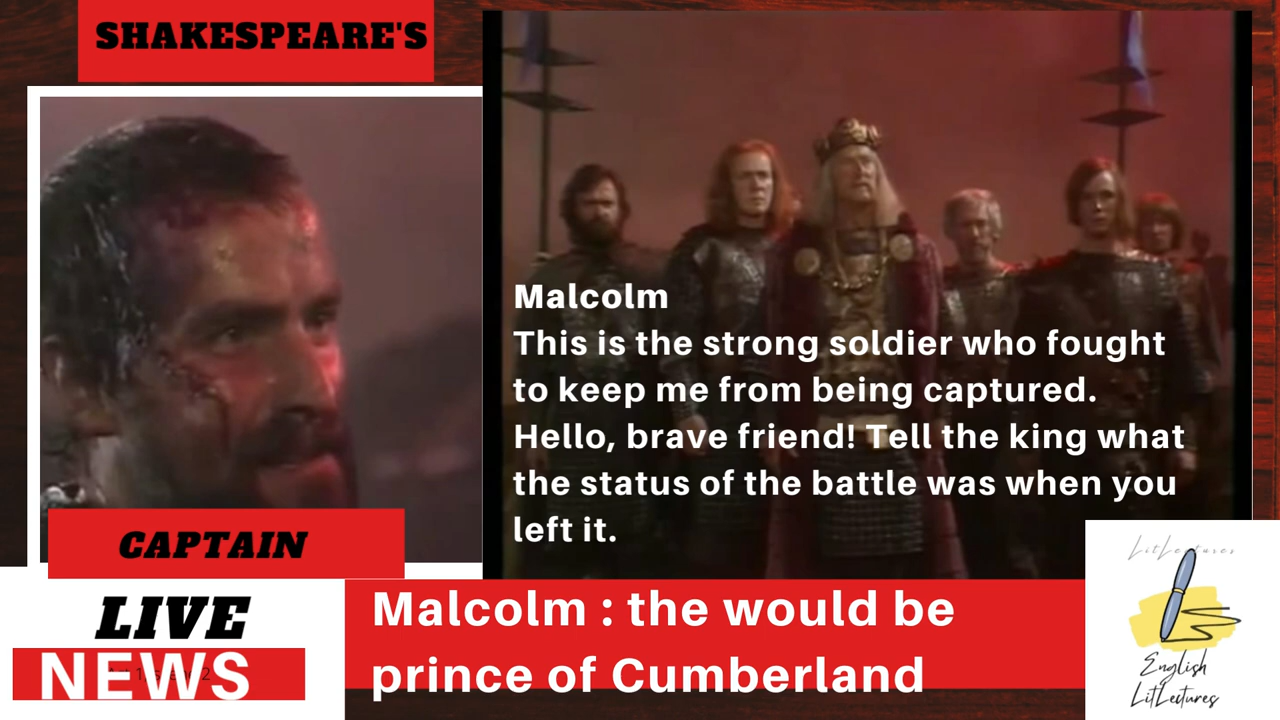 SHAKESPEARE'S
Malcolm
This is the strong soldier who fought
to keep me from being captured.
Hello, brave friend! Tell the king what
the status of the battle was when you
left it.
CAPTAIN
LIVE
NEWS
Malcolm : the would be
prince of Cumberland
LitLectures
English
LitLectures